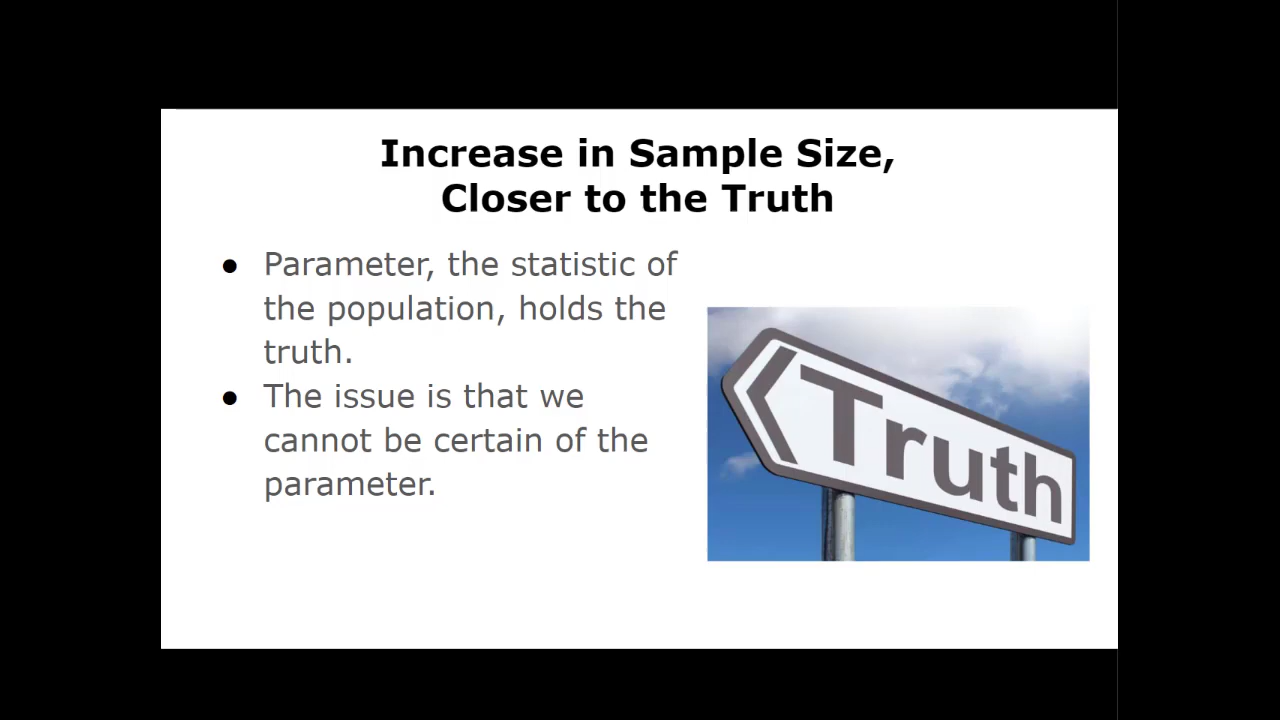 Increase in Sample Size,
Closer to the Truth
● Parameter, the statistic of
the population, holds the
truth.
● The issue is that we
cannot be certain of the
parameter.
Truth